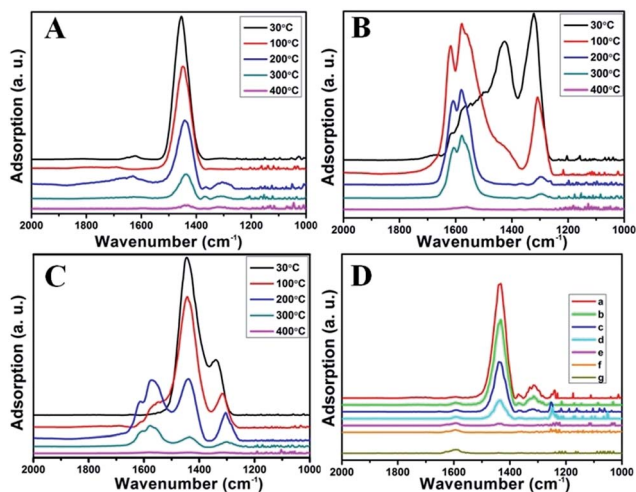 A
30°C
100°C
200°C
300°C
400°C
Adsorption (a. u.)
2000 1800 1600 1400 1200 1000
Wavenumber (cm-1)
B
30°C
100°C
200°C
300°C
400°C
Adsorption (a. u.)
2000 1800 1600 1400 1200 1000
Wavenumber (cm-1)
C
30°C
100°C
200°C
300°C
400°C
Adsorption (a. u.)
2000 1800 1600 1400 1200 1000
Wavenumber (cm-1)
D
a
b
c
d
e
f
g
Adsorption (a. u.)
2000 1800 1600 1400 1200 1000
Wavenumber (cm-1)